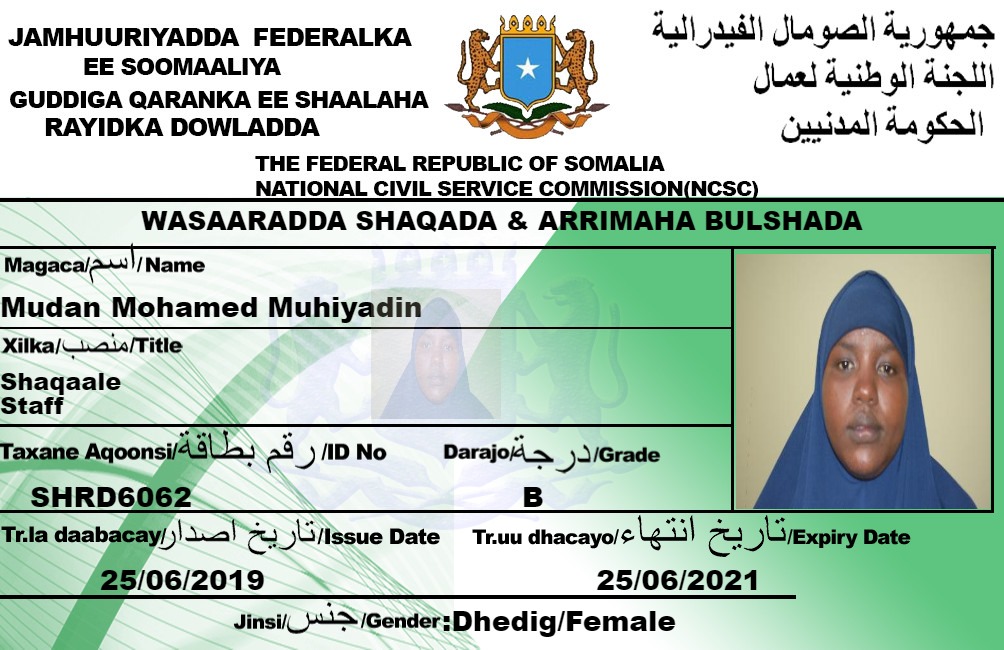 JAMHUURIYADDA FEDERALKA
EE SOOMAALIYA
GUDDIGA QARANKA EE SHAALAHA
RAYIDKA DOWLADDA
جمهورية الصومال الفيدرالية
اللجنة الوطنية لعمال
الحكومة المدنيين
THE FEDERAL REPUBLIC OF SOMALIA
NATIONAL CIVIL SERVICE COMMISSION(NCSC)
WASAARADDA SHAQADA & ARRIMAHA BULSHADA
Magaca/اسم/Name
Mudan Mohamed Muhiyadin
Xilka/منصب/Title
Shaqaale
Staff
Taxane Aqoonsi/رقم بطاقة/ID No
SHRD6062
Darajo/درجة/Grade
B
Tr.la daabacay/تاريخ اصدار/Issue Date
25/06/2019
Tr.uu dhacayo/تاريخ انتهاء/Expiry Date
25/06/2021
Jinsi/جنس/Gender:Dhedig/Female